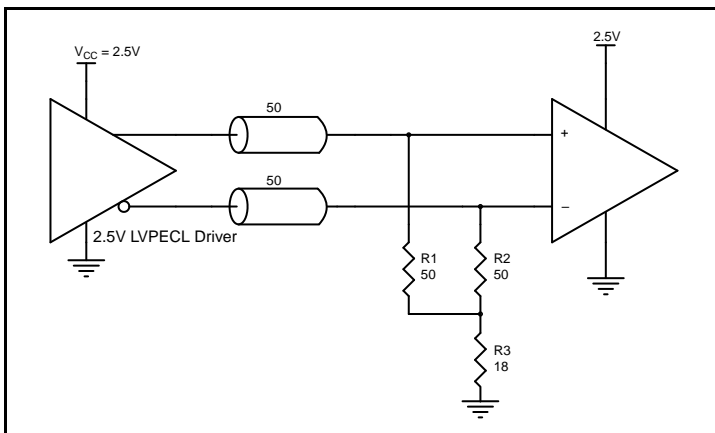 V_CC = 2.5V
2.5V
50
+
50
–
2.5V LVPECL Driver
R1
50
R2
50
R3
18